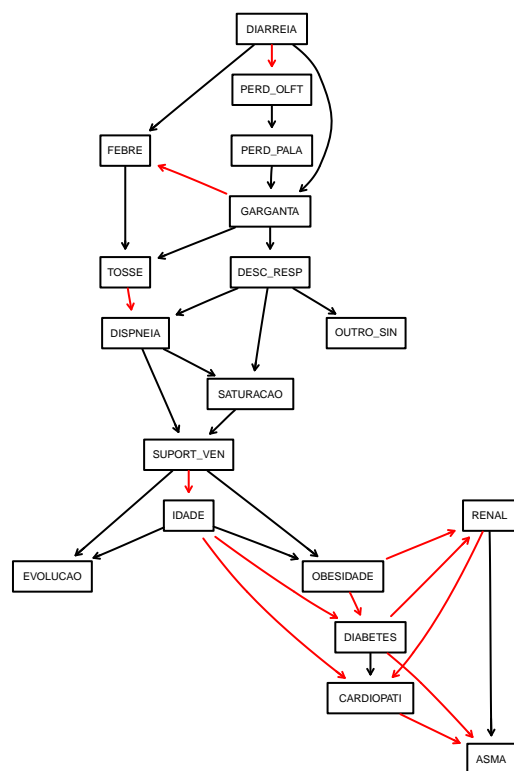 DIARREIA
PERD_OLFT
FEBRE
PERD_PALA
GARGANTA
TOSSE
DESC_RESP
DISPNEIA
OUTRO_SIN
SATURACAO
SUPORT_VEN
IDADE
RENAL
EVOLUCAO
OBESIDADE
DIABETES
CARDIOPATI
ASMA